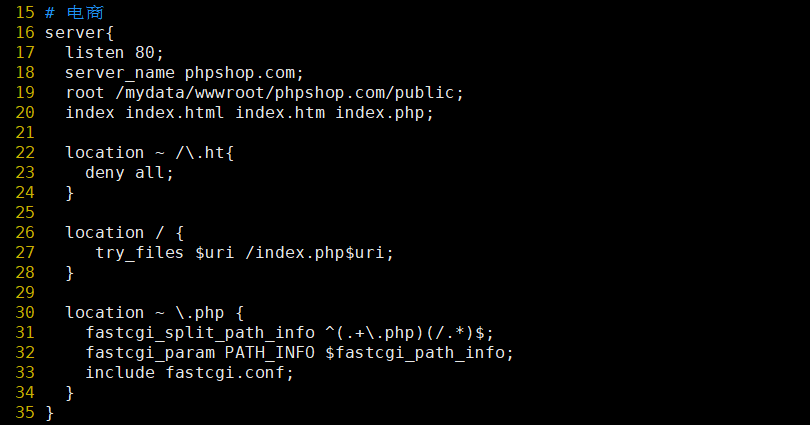 15 # 电商
16 server{
17   listen 80;
18   server_name phpshop.com;
19   root /mydata/wwwroot/phpshop.com/public;
20   index index.html index.htm index.php;
21
22   location ~ /\.ht{
23     deny all;
24   }
25
26   location / {
27      try_files $uri /index.php$uri;
28   }
29
30   location ~ \.php {
31     fastcgi_split_path_info ^(.+\.php)(/.*)$;
32     fastcgi_param PATH_INFO $fastcgi_path_info;
33     include fastcgi.conf;
34   }
35 }